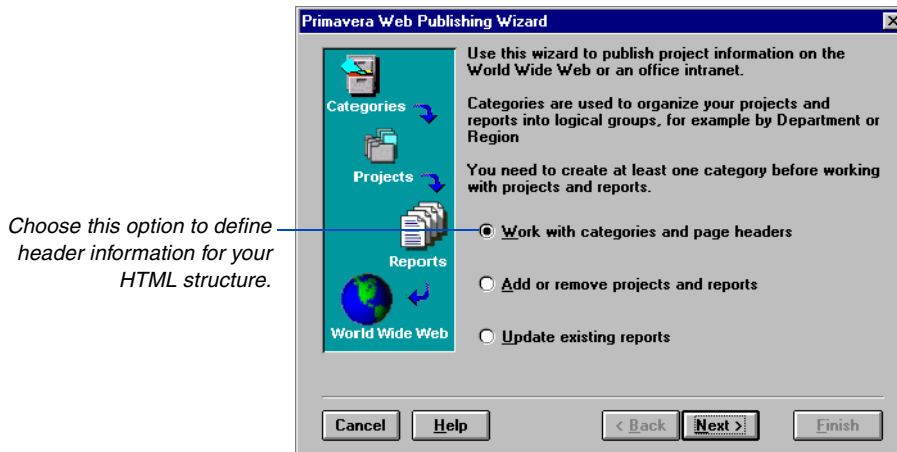 Primavera Web Publishing Wizard
Categories
Projects
Reports
World Wide Web
Use this wizard to publish project information on the
World Wide Web or an office intranet.
Categories are used to organize your projects and
reports into logical groups, for example by Department or
Region
You need to create at least one category before working
with projects and reports.
Choose this option to define
header information for your
HTML structure.
Work with categories and page headers
Add or remove projects and reports
Update existing reports
Cancel
Help
< Back
Next >
Finish